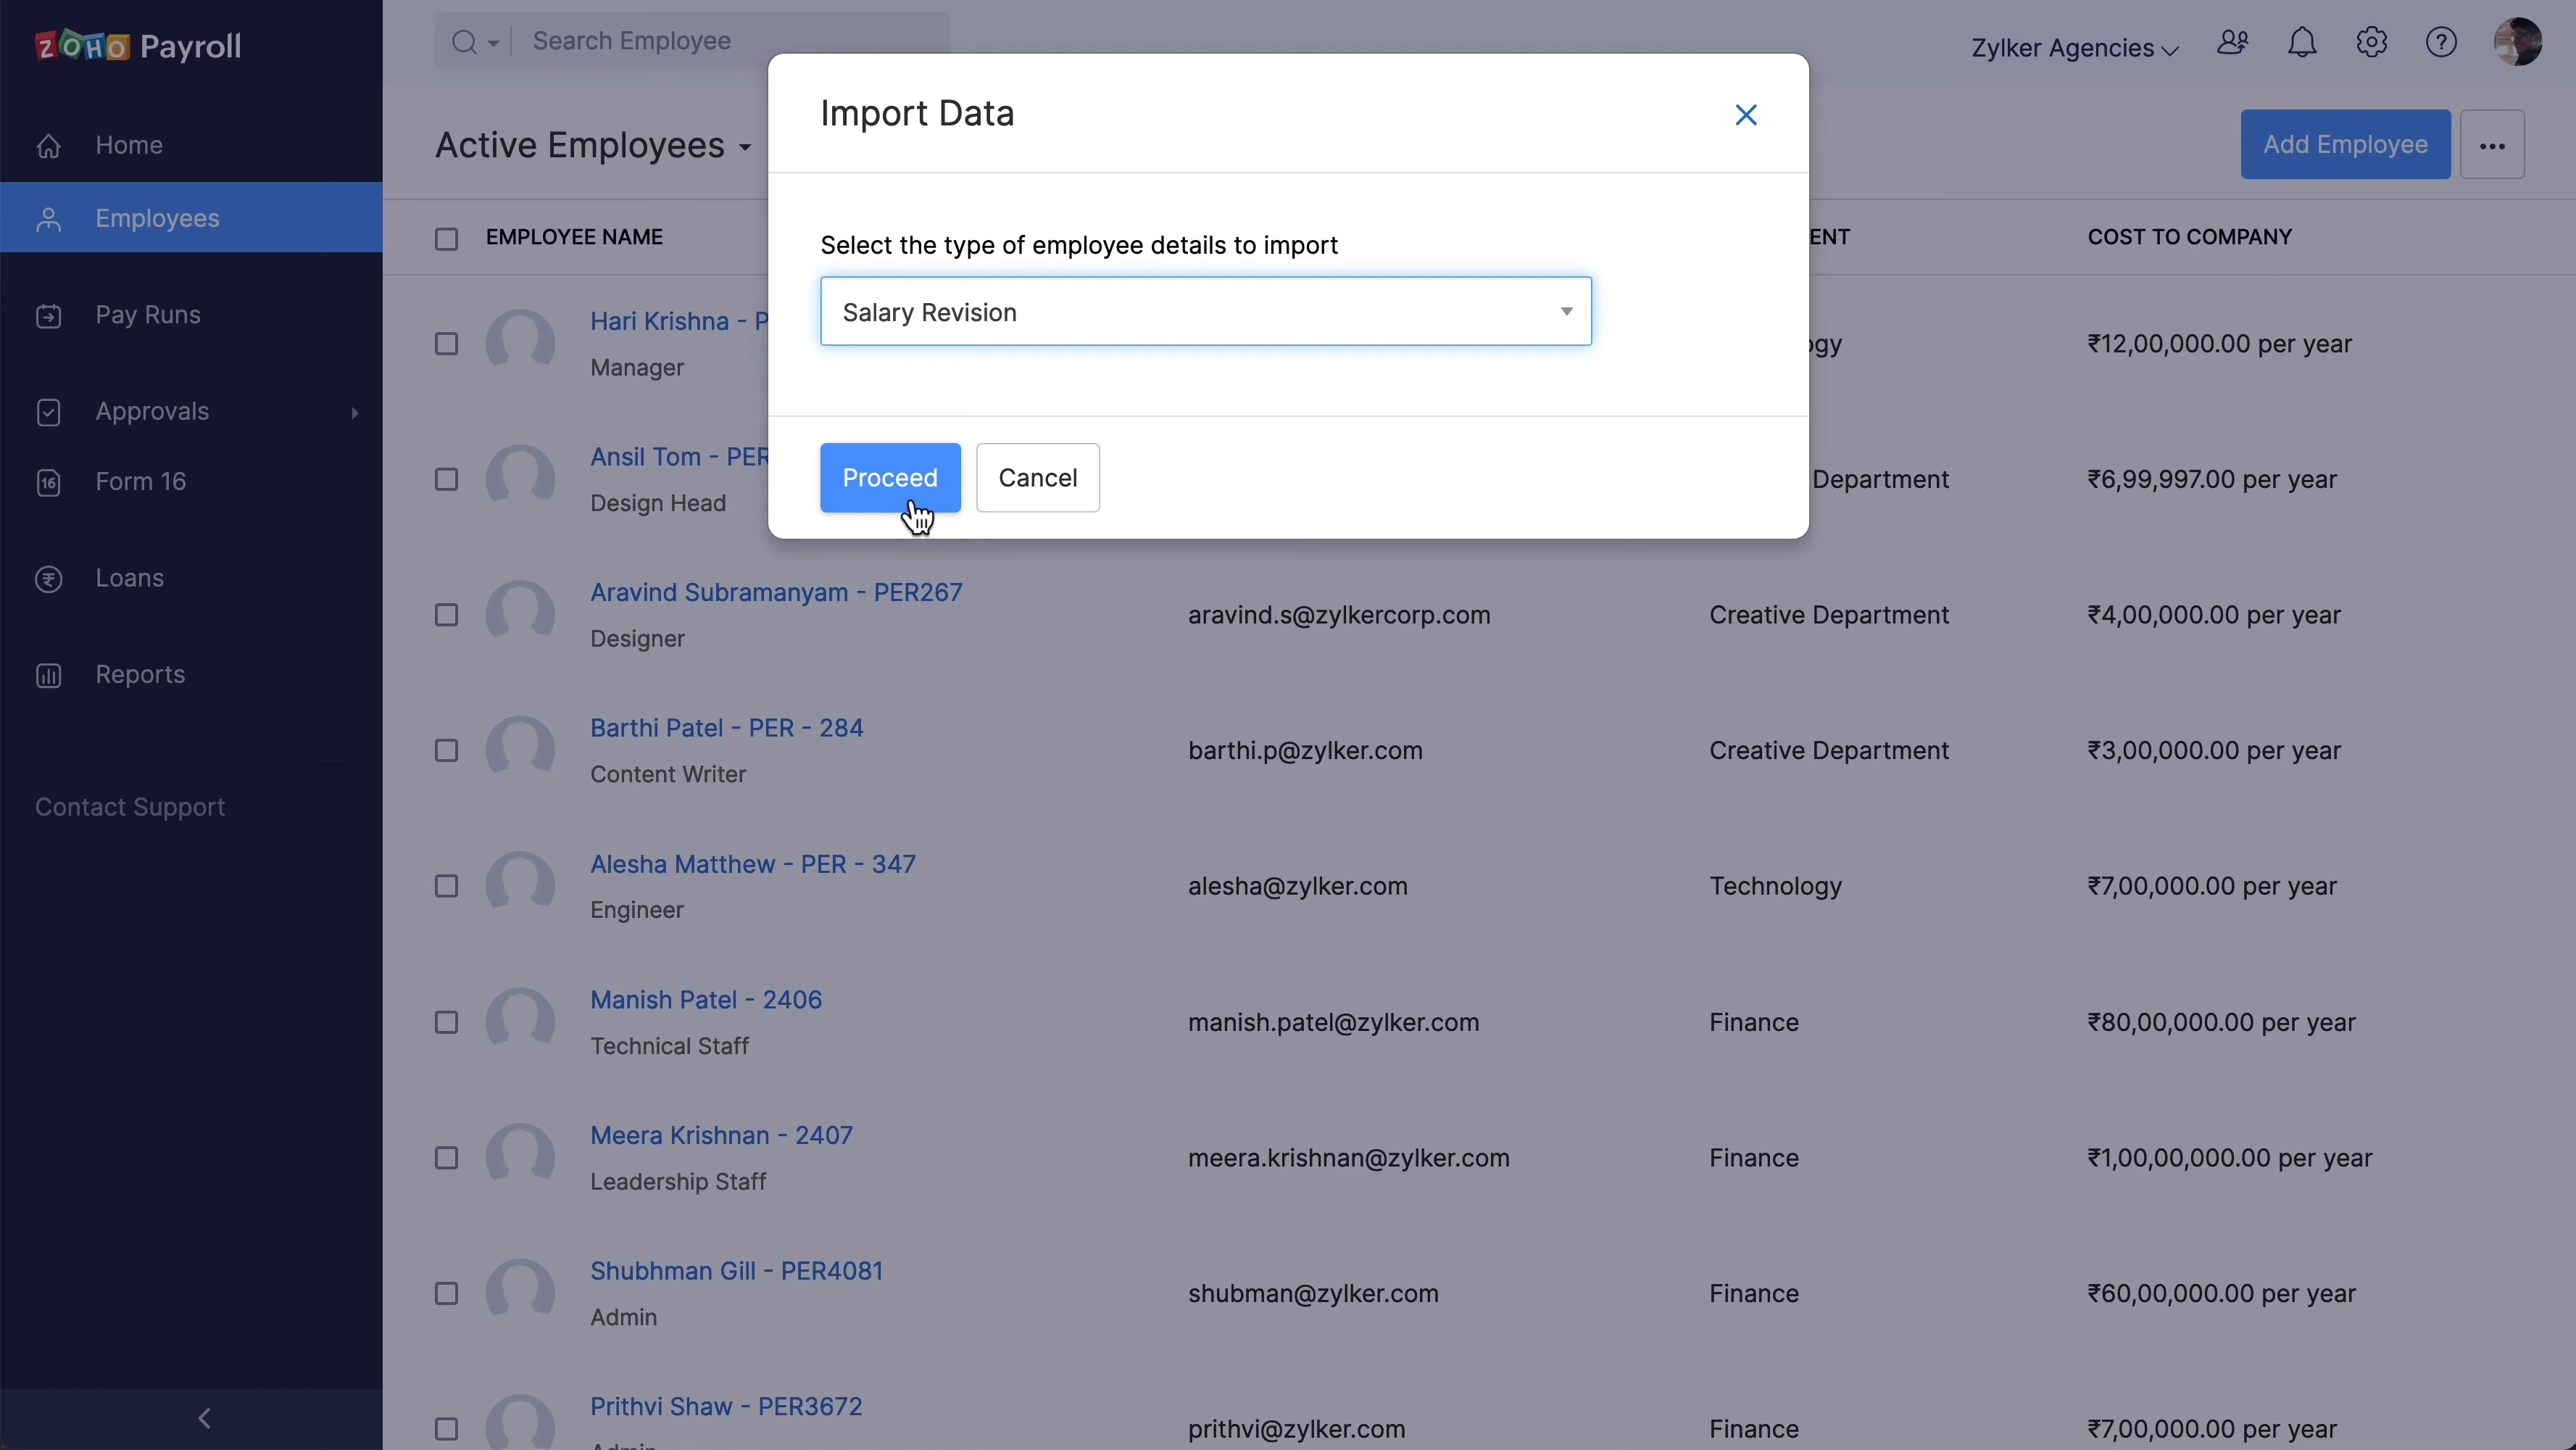 ZOHO Payroll
Search Employee
Zylker Agencies
Home
Employees
Pay Runs
Approvals
Form 16
16
Loans
Reports
Contact Support
Active Employees
Add Employee
EMPLOYEE NAME
COST TO COMPANY
Import Data
Select the type of employee details to import
Salary Revision
Proceed
Cancel
Hari Krishna - P
Manager
₹12,00,000.00 per year
Ansil Tom - PER
Design Head
Department
₹6,99,997.00 per year
Aravind Subramanyam - PER267
Designer
aravind.s@zylkercorp.com
Creative Department
₹4,00,000.00 per year
Barthi Patel - PER - 284
Content Writer
barthi.p@zylker.com
Creative Department
₹3,00,000.00 per year
Alesha Matthew - PER - 347
Engineer
alesha@zylker.com
Technology
₹7,00,000.00 per year
Manish Patel - 2406
Technical Staff
manish.patel@zylker.com
Finance
₹80,00,000.00 per year
Meera Krishnan - 2407
Leadership Staff
meera.krishnan@zylker.com
Finance
₹1,00,00,000.00 per year
Shubhman Gill - PER4081
Admin
shubman@zylker.com
Finance
₹60,00,000.00 per year
Prithvi Shaw - PER3672
prithvi@zylker.com
Finance
₹7,00,000.00 per year